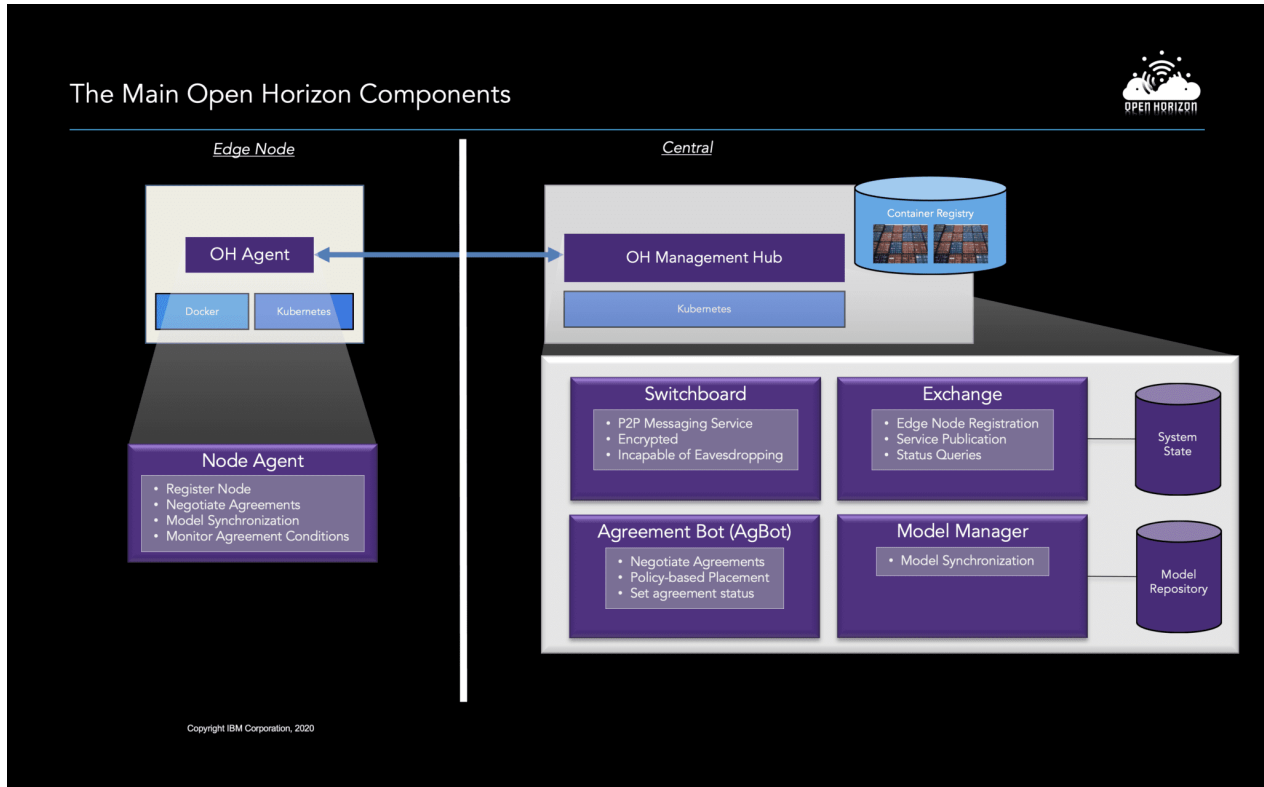 The Main Open Horizon Components
OPEN HORIZON
Edge Node
Central
OH Agent
Docker
Kubernetes
Node Agent
• Register Node
• Negotiate Agreements
• Model Synchronization
• Monitor Agreement Conditions
Container Registry
OH Management Hub
Kubernetes
Switchboard
• P2P Messaging Service
• Encrypted
• Incapable of Eavesdropping
Exchange
• Edge Node Registration
• Service Publication
• Status Queries
System
State
Agreement Bot (AgBot)
• Negotiate Agreements
• Policy-based Placement
• Set agreement status
Model Manager
• Model Synchronization
Model
Repository
Copyright IBM Corporation, 2020